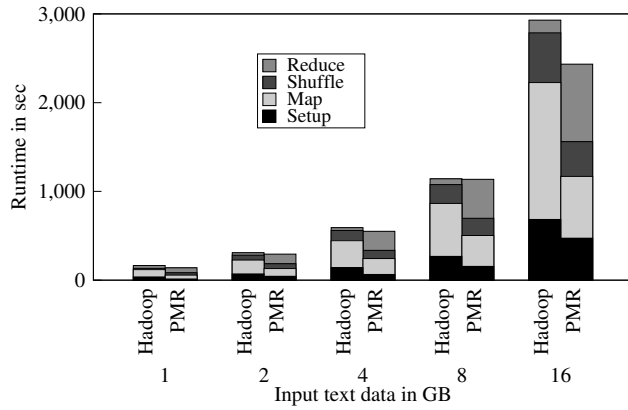 3,000
2,000
1,000
0
Runtime in sec
Reduce
Shuffle
Map
Setup
Hadoop PMR Hadoop PMR Hadoop PMR Hadoop PMR Hadoop PMR
1 2 4 8 16
Input text data in GB